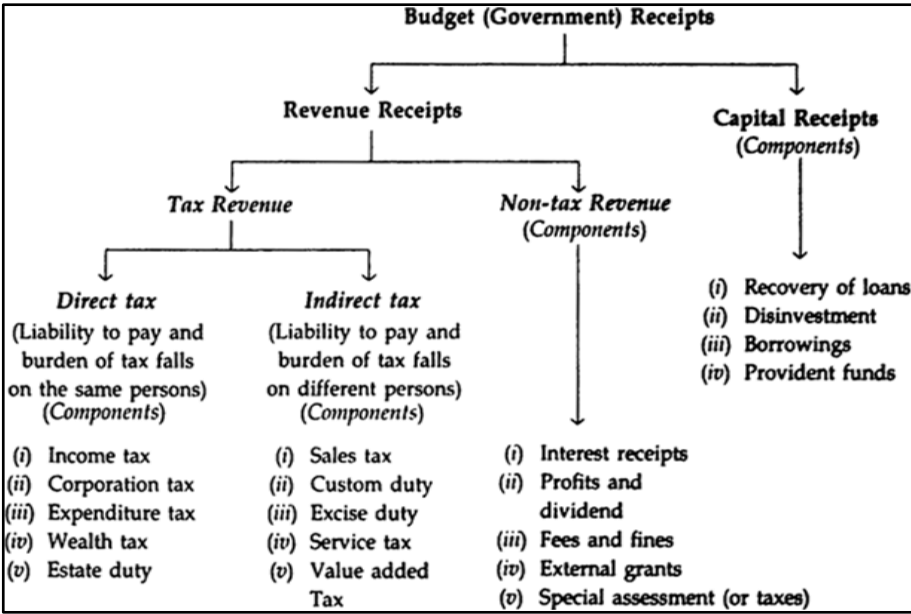 Budget (Government) Receipts
Revenue Receipts
Capital Receipts
(Components)
Tax Revenue
Non-tax Revenue
(Components)
Direct tax
(Liability to pay and
burden of tax falls
on the same persons)
(Components)
(i) Income tax
(ii) Corporation tax
(iii) Expenditure tax
(iv) Wealth tax
(v) Estate duty
Indirect tax
(Liability to pay and
burden of tax falls
on different persons)
(Components)
(i) Sales tax
(ii) Custom duty
(iii) Excise duty
(iv) Service tax
(v) Value added
Tax
(i) Interest receipts
(ii) Profits and
dividend
(iii) Fees and fines
(iv) External grants
(v) Special assessment (or taxes)
(i) Recovery of loans
(ii) Disinvestment
(iii) Borrowings
(iv) Provident funds